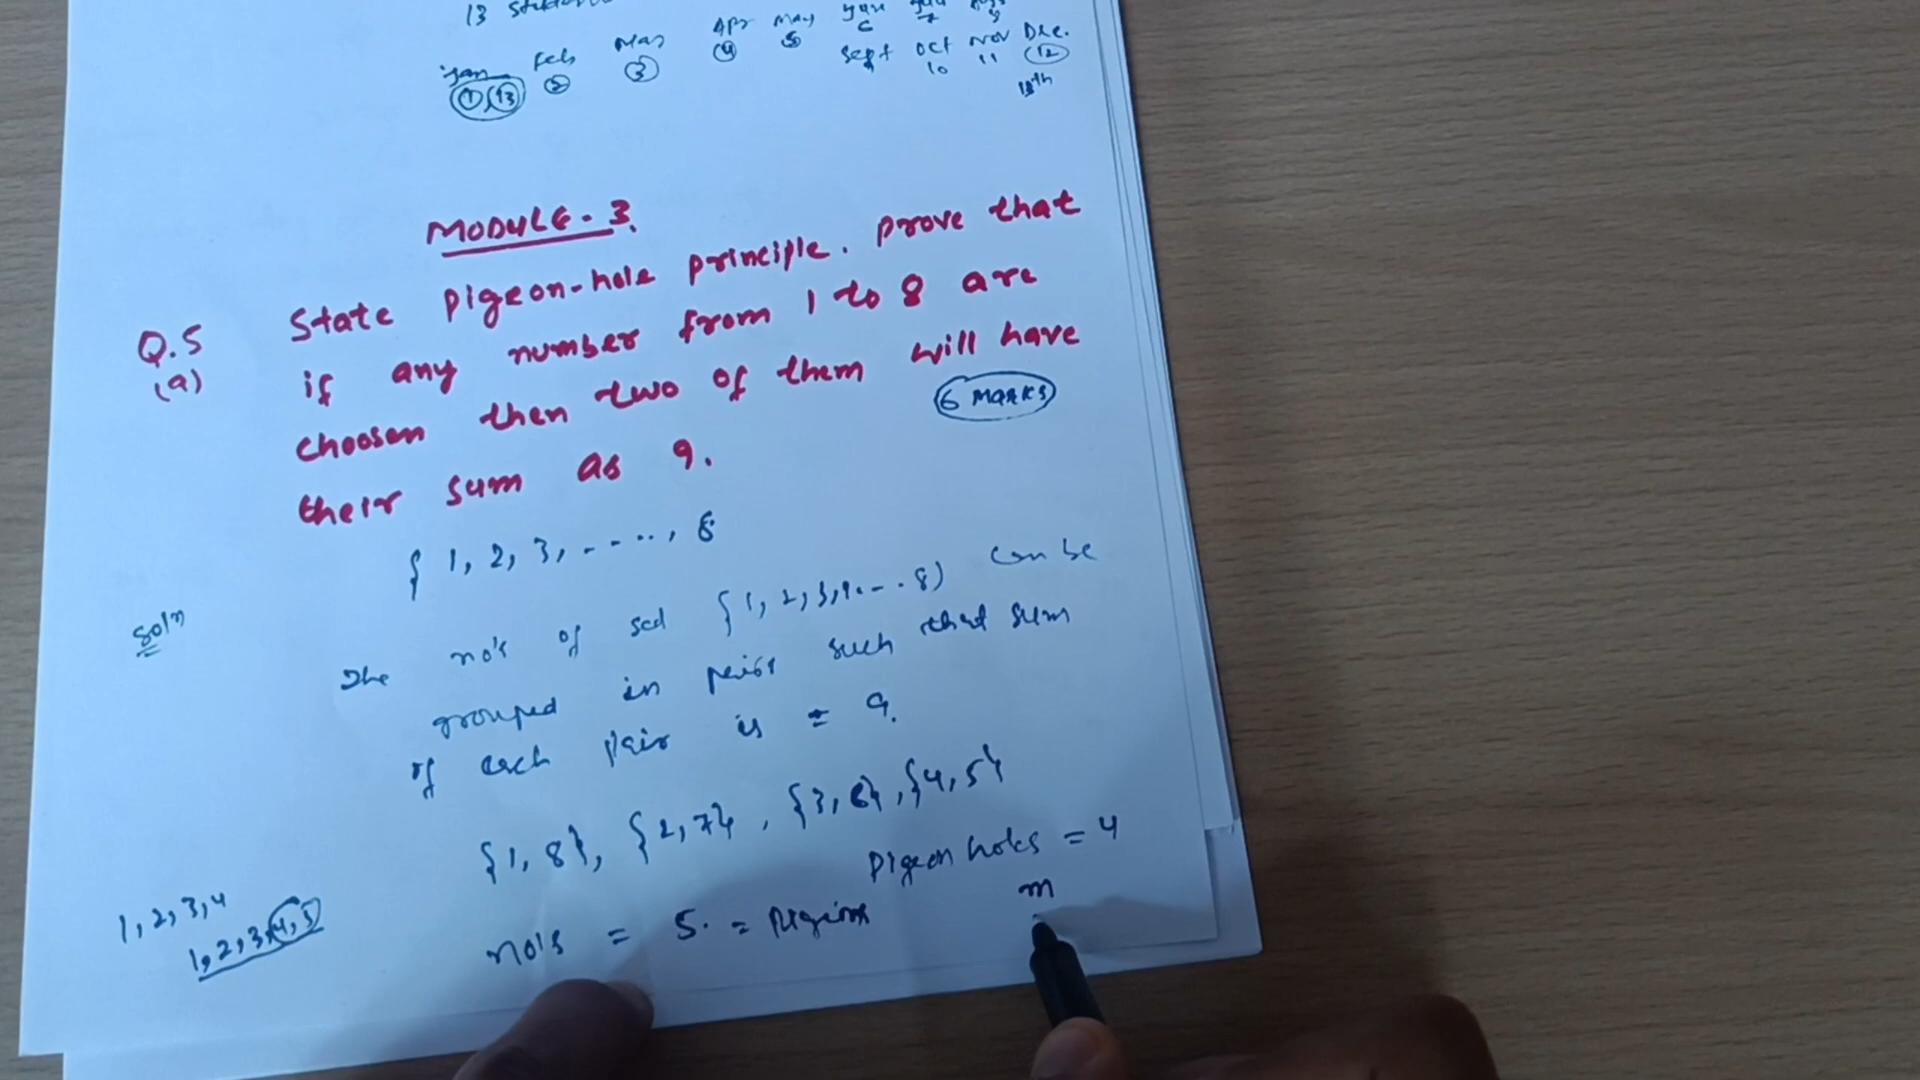 13
Apr May June
④ 5 6
Jan Feb Mar Sept Oct Nov Dec.
① 13 ② ③ 9 10 11 12
MODULE-3.
Q.5 State pigeon-hole principle. prove that
(a) if any number from 1 to 8 are
choosen then two of them will have
their sum as 9. 6 MARKS
{ 1, 2, 3, ....., 8
Soln
The no's of set {1, 2, 3, .... 8) can be
grouped in pairs such that sum
of each pair is = 9.
{1, 8}, {2, 7}, {3, 6}, {4, 5}
Pigeon holes = 4
m
1, 2, 3, 4
1, 2, 3, 4, 5
no's = 5. = Pigeons